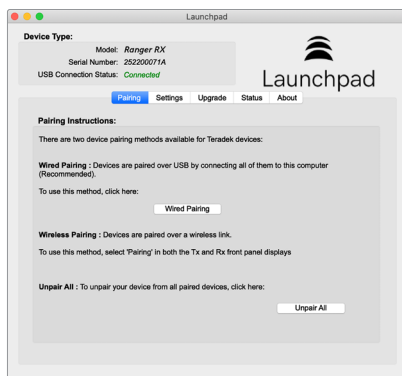 Launchpad
Device Type:
Model: Ranger RX
Serial Number: 252200071A
USB Connection Status: Connected
Launchpad
Pairing Settings Upgrade Status About
Pairing Instructions:
There are two device pairing methods available for Teradek devices:
Wired Pairing : Devices are paired over USB by connecting all of them to this computer
(Recommended).
To use this method, click here:
Wired Pairing
Wireless Pairing : Devices are paired over a wireless link.
To use this method, select 'Pairing' in both the Tx and Rx front panel displays
Unpair All : To unpair your device from all paired devices, click here:
Unpair All